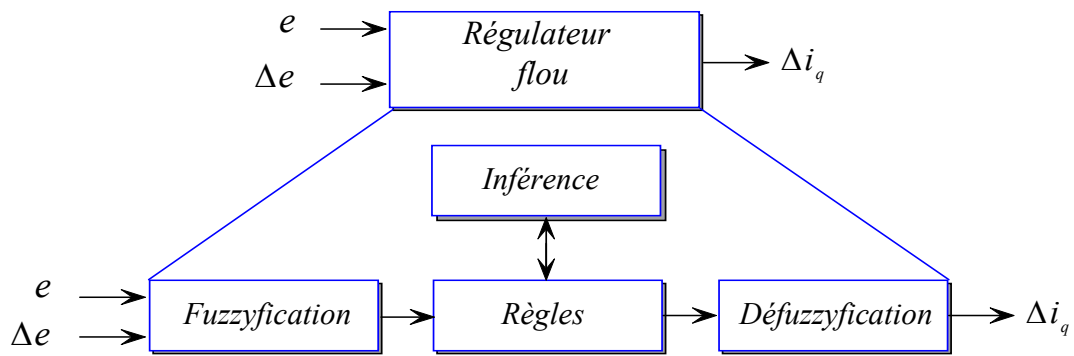 e
Δe
Régulateur
flou
Δi_q
Inférence
e
Δe
Fuzzyfication
Règles
Défuzzyfication
Δi_q